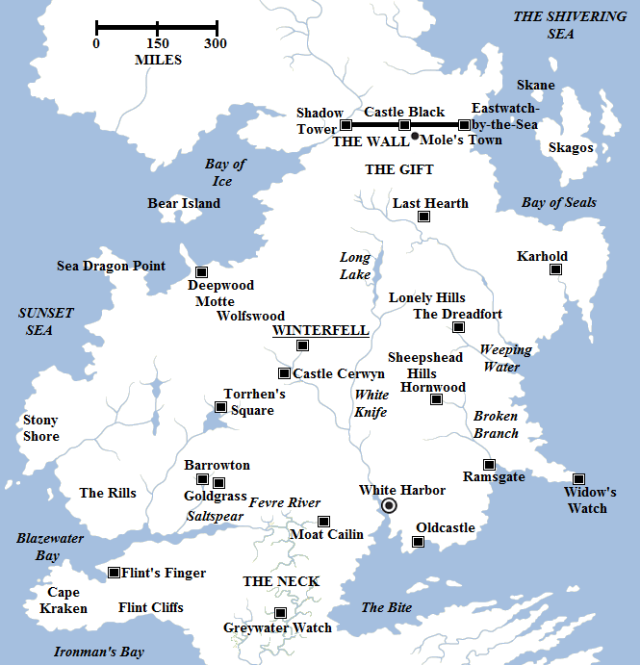 THE SHIVERING
SEA
0 150 300
MILES
Skane
Shadow
Tower
Castle Black
Eastwatch-
by-the-Sea
THE WALL
Mole's Town
Skagos
THE GIFT
Bay of
Ice
Bear Island
Last Hearth
Bay of Seals
Sea Dragon Point
Long
Lake
Karhold
Deepwood
Motte
Wolfswood
Lonely Hills
The Dreadfort
SUNSET
SEA
WINTERFELL
Weeping
Water
Sheepshead
Hills
Castle Cerwyn
Hornwood
Torrhen's
Square
White
Knife
Stony
Shore
Broken
Branch
Barrowton
Goldgrass
Ramsgate
The Rills
White Harbor
Widow's
Watch
Fevre River
Saltspear
Moat Cailin
Oldcastle
Blazewater
Bay
Flint's Finger
THE NECK
Cape
Kraken
Flint Cliffs
The Bite
Greywater Watch
Ironman's Bay